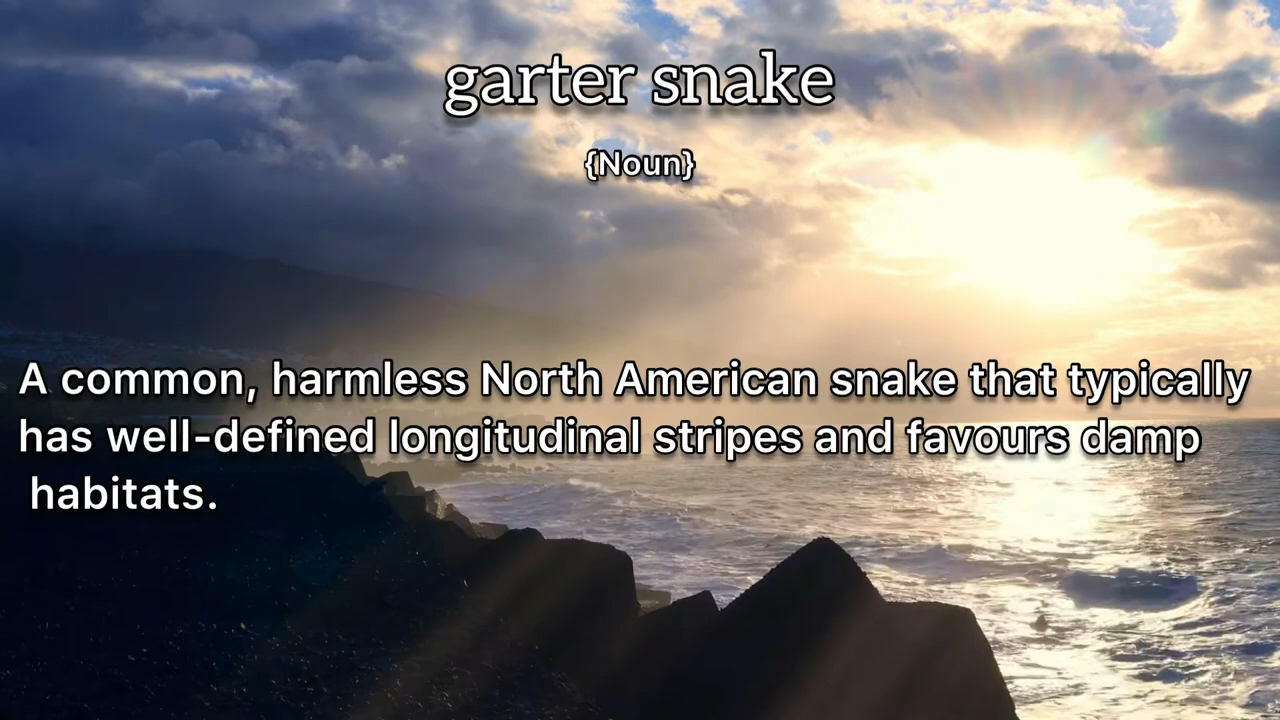 garter snake
{Noun}
A common, harmless North American snake that typically
has well-defined longitudinal stripes and favours damp
habitats.